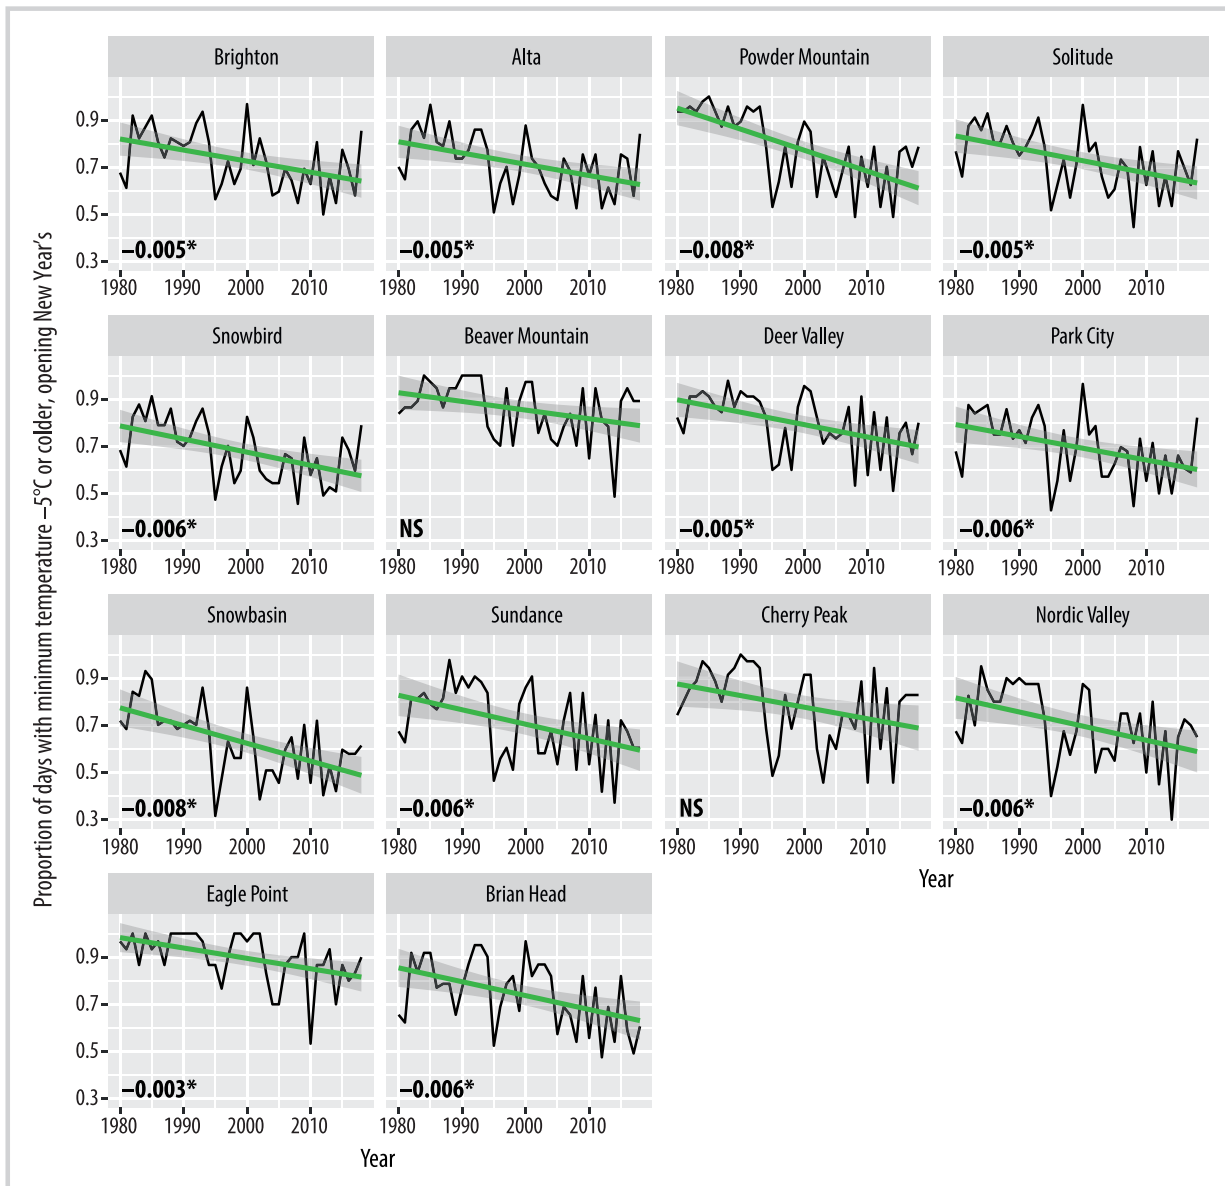 Proportion of days with minimum temperature –5°C or colder, opening New Year's
Brighton Alta Powder Mountain Solitude
0.9
0.7
0.5
0.3
–0.005* –0.005* –0.008* –0.005*
1980 1990 2000 2010 1980 1990 2000 2010 1980 1990 2000 2010 1980 1990 2000 2010
Snowbird Beaver Mountain Deer Valley Park City
0.9
0.7
0.5
0.3
–0.006* NS –0.005* –0.006*
1980 1990 2000 2010 1980 1990 2000 2010 1980 1990 2000 2010 1980 1990 2000 2010
Snowbasin Sundance Cherry Peak Nordic Valley
0.9
0.7
0.5
0.3
–0.008* –0.006* NS –0.006*
1980 1990 2000 2010 1980 1990 2000 2010 1980 1990 2000 2010 1980 1990 2000 2010
Year
Eagle Point Brian Head
0.9
0.7
0.5
0.3
–0.003* –0.006*
1980 1990 2000 2010 1980 1990 2000 2010
Year